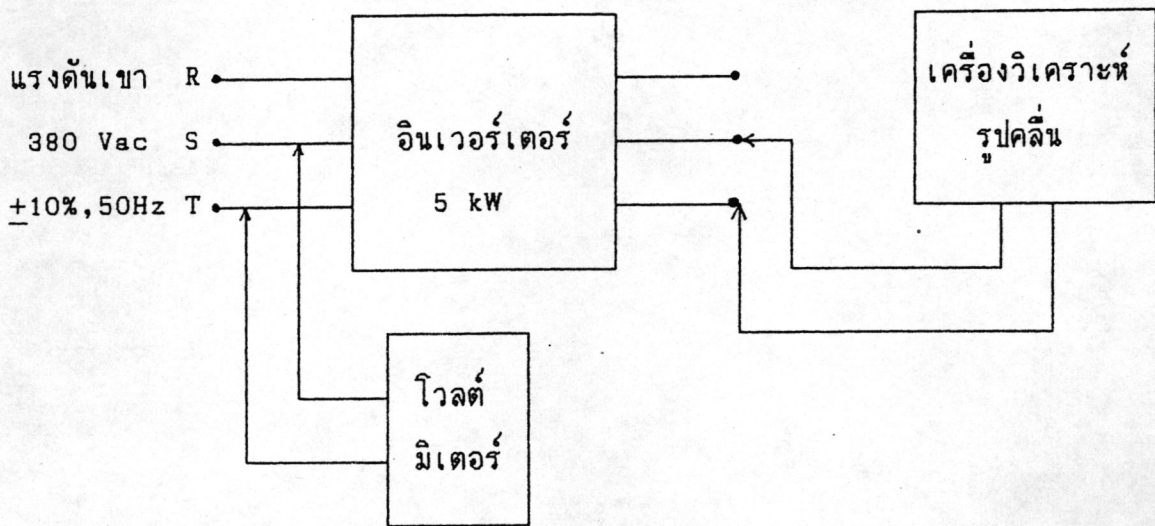 แรงดันเขา R
380 Vac S
±10%,50Hz T
อินเวอร์เตอร์
5 kW
เครื่องวิเคราะห์
รูปคลื่น
โวลต์
มิเตอร์